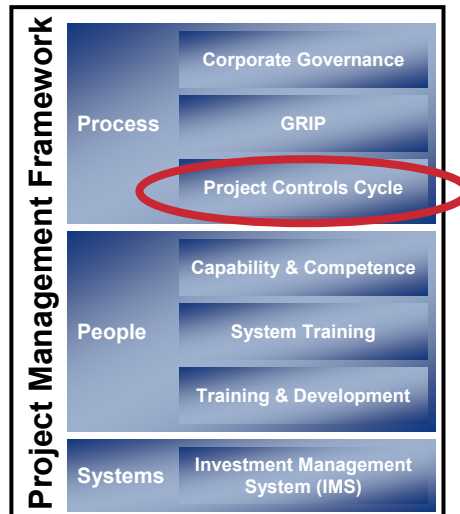 Project Management Framework
Process
Corporate Governance
GRIP
Project Controls Cycle
People
Capability & Competence
System Training
Training & Development
Systems
Investment Management
System (IMS)